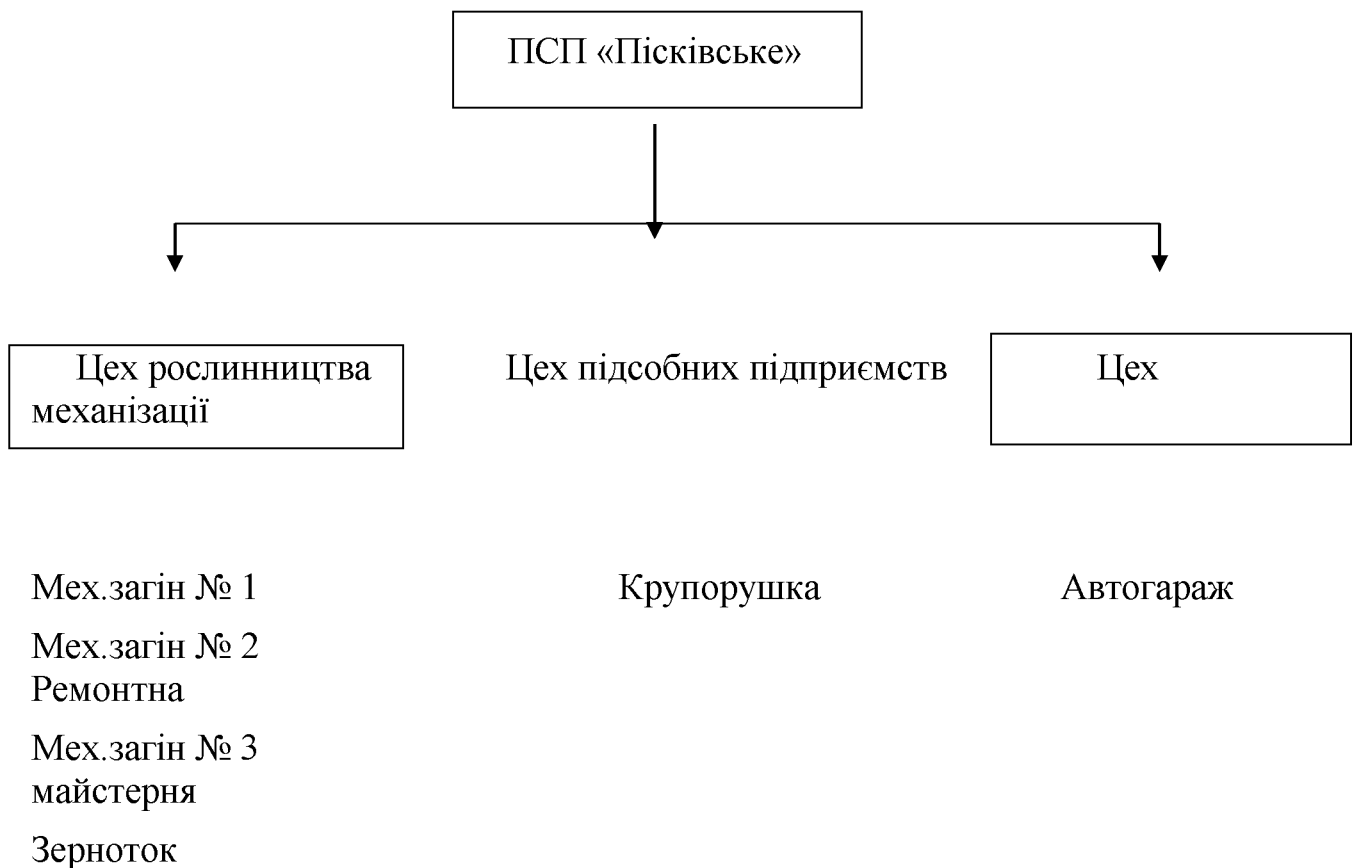 ПСП «Пісківське»
Цех рослинництва Цех підсобних підприємств Цех
механізації
Мех.загін № 1 Крупорушка Автогараж
Мех.загін № 2
Ремонтна
Мех.загін № 3
майстерня
Зерноток